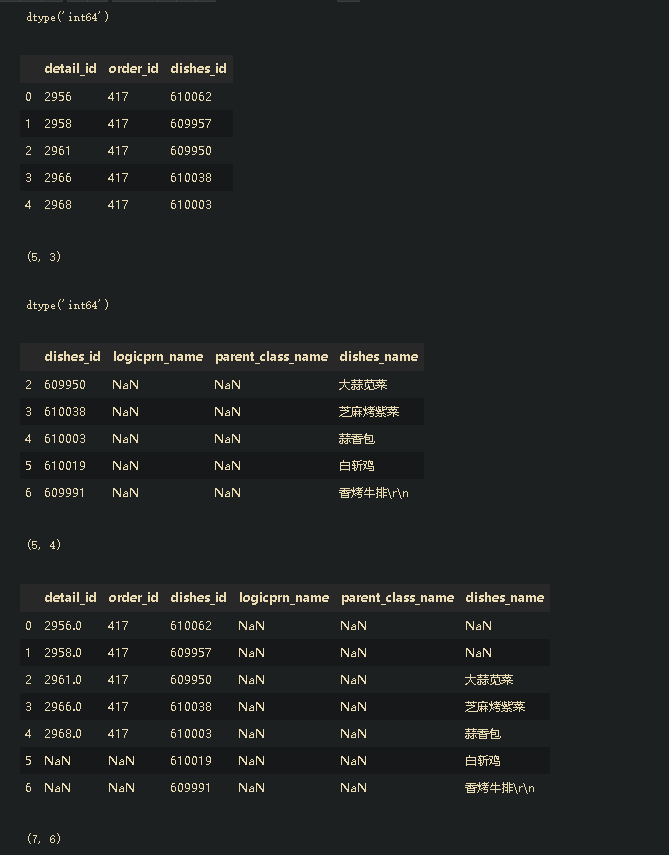 dtype('int64')
detail_id order_id dishes_id
0 2956 417 610062
1 2958 417 609957
2 2961 417 609950
3 2966 417 610038
4 2968 417 610003
(5, 3)
dtype('int64')
dishes_id logicprn_name parent_class_name dishes_name
2 609950 NaN NaN 大蒜苋菜
3 610038 NaN NaN 芝麻烤紫菜
4 610003 NaN NaN 蒜香包
5 610019 NaN NaN 白斩鸡
6 609991 NaN NaN 香烤牛排\r\n
(5, 4)
detail_id order_id dishes_id logicprn_name parent_class_name dishes_name
0 2956.0 417 610062 NaN NaN NaN
1 2958.0 417 609957 NaN NaN NaN
2 2961.0 417 609950 NaN NaN 大蒜苋菜
3 2966.0 417 610038 NaN NaN 芝麻烤紫菜
4 2968.0 417 610003 NaN NaN 蒜香包
5 NaN NaN 610019 NaN NaN 白斩鸡
6 NaN NaN 609991 NaN NaN 香烤牛排\r\n
(7, 6)